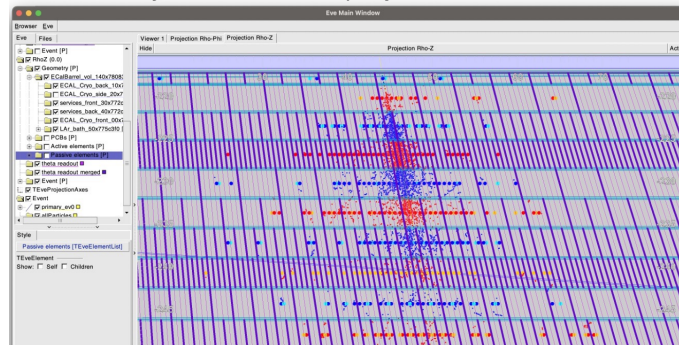 Eve Main Window
Browser Eve
Eve Files
Event [P]
RhoZ (0.0)
Geometry [P]
ECalBarrel_vol_140x7808
ECAL_Cryo_back_10x7
ECAL_Cryo_side_20x7
services_front_30x772c
services_back_40x772c
ECAL_Cryo_front_00x
LAr_bath_50x775c3f0 [
PCBs [P]
Active elements [P]
Passive elements [P]
theta readout
theta readout merged
Event [P]
TEveProjectionAxes
Event
primary_ev0
allParticles
Style
Passive elements [TEveElementList]
TEveElement
Show: Self Children
Viewer 1 Projection Rho-Phi Projection Rho-Z
Hide Projection Rho-Z Act